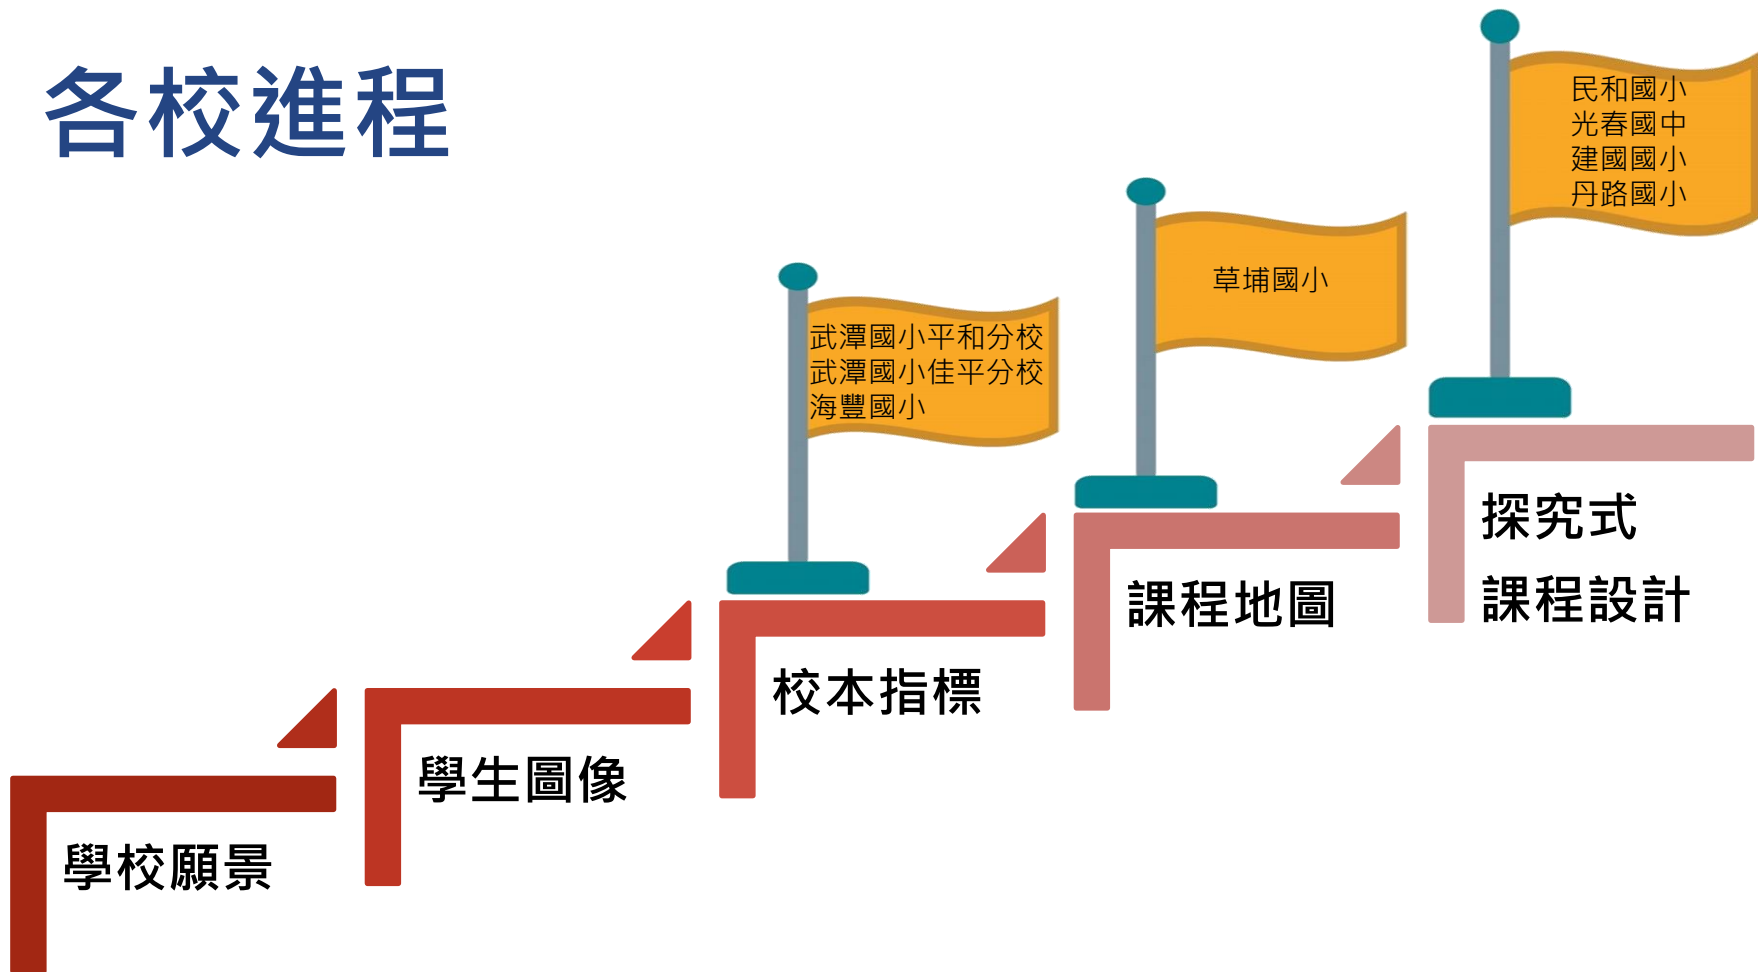 各校進程
民和國小
光春國中
建國國小
丹路國小
草埔國小
武潭國小平和分校
武潭國小佳平分校
海豐國小
探究式
課程設計
課程地圖
校本指標
學生圖像
學校願景